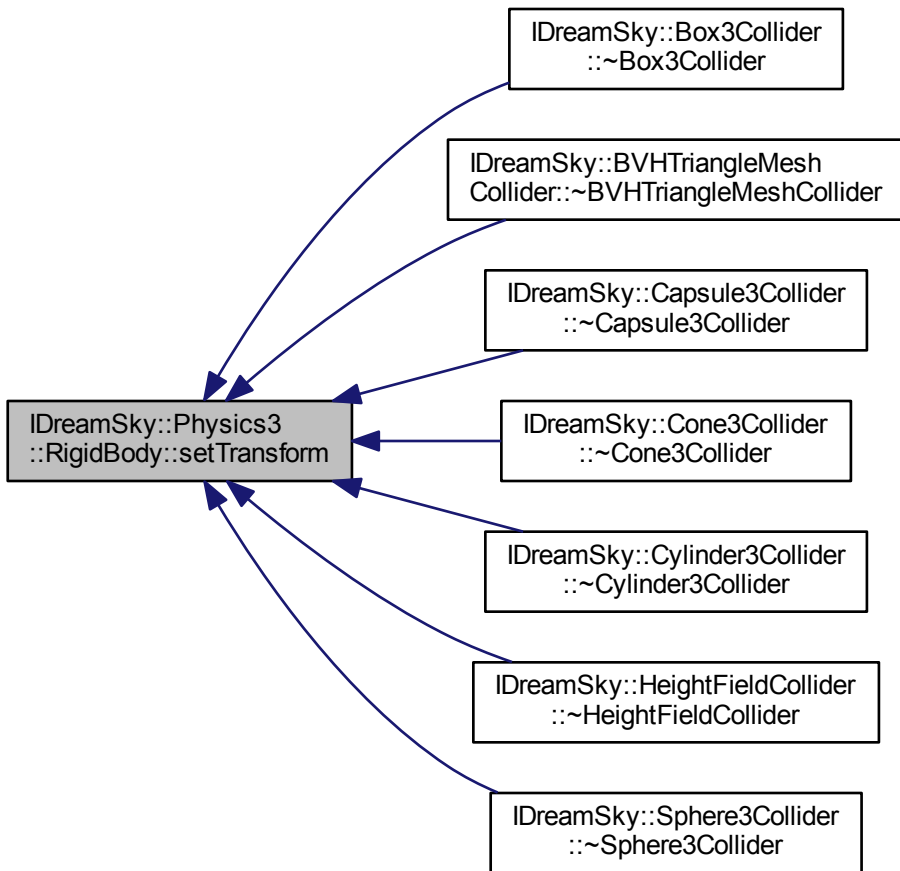 IDreamSky::Box3Collider
::~Box3Collider
IDreamSky::BVHTriangleMesh
Collider::~BVHTriangleMeshCollider
IDreamSky::Capsule3Collider
::~Capsule3Collider
IDreamSky::Physics3
::RigidBody::setTransform
IDreamSky::Cone3Collider
::~Cone3Collider
IDreamSky::Cylinder3Collider
::~Cylinder3Collider
IDreamSky::HeightFieldCollider
::~HeightFieldCollider
IDreamSky::Sphere3Collider
::~Sphere3Collider